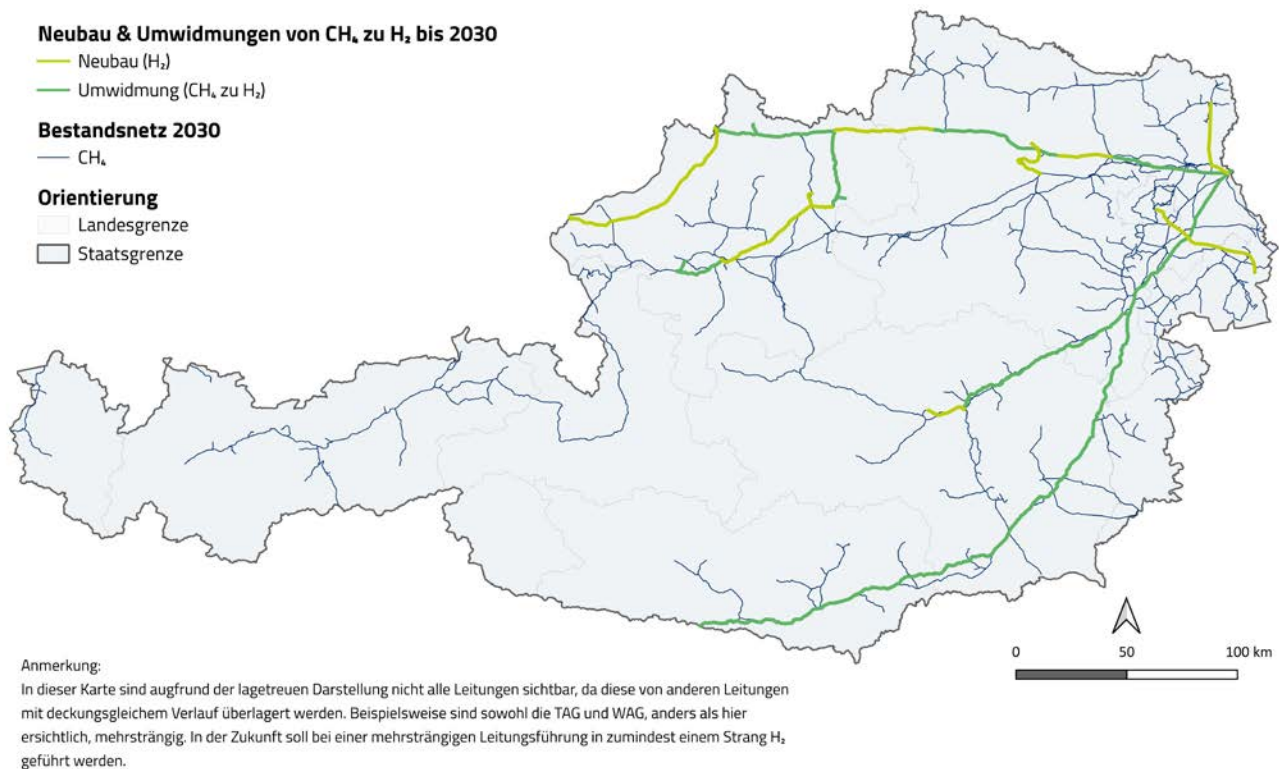 Neubau & Umwidmungen von CH₄ zu H₂ bis 2030
Neubau (H₂)
Umwidmung (CH₄ zu H₂)
Bestandsnetz 2030
CH₄
Orientierung
Landesgrenze
Staatsgrenze
0 50 100 km
Anmerkung:
In dieser Karte sind augfrund der lagetreuen Darstellung nicht alle Leitungen sichtbar, da diese von anderen Leitungen
mit deckungsgleichem Verlauf überlagert werden. Beispielsweise sind sowohl die TAG und WAG, anders als hier
ersichtlich, mehrsträngig. In der Zukunft soll bei einer mehrsträngigen Leitungsführung in zumindest einem Strang H₂
geführt werden.